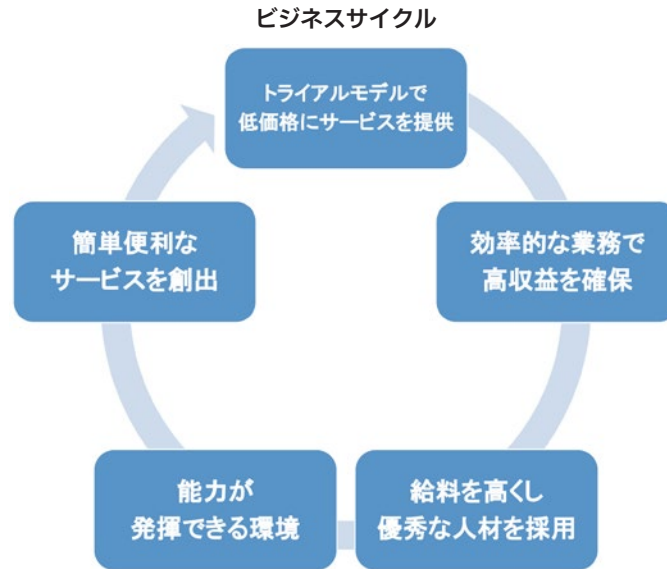 ビジネスサイクル
トライアルモデルで
低価格にサービスを提供
効率的な業務で
高収益を確保
給料を高くし
優秀な人材を採用
能力が
発揮できる環境
簡単便利な
サービスを創出